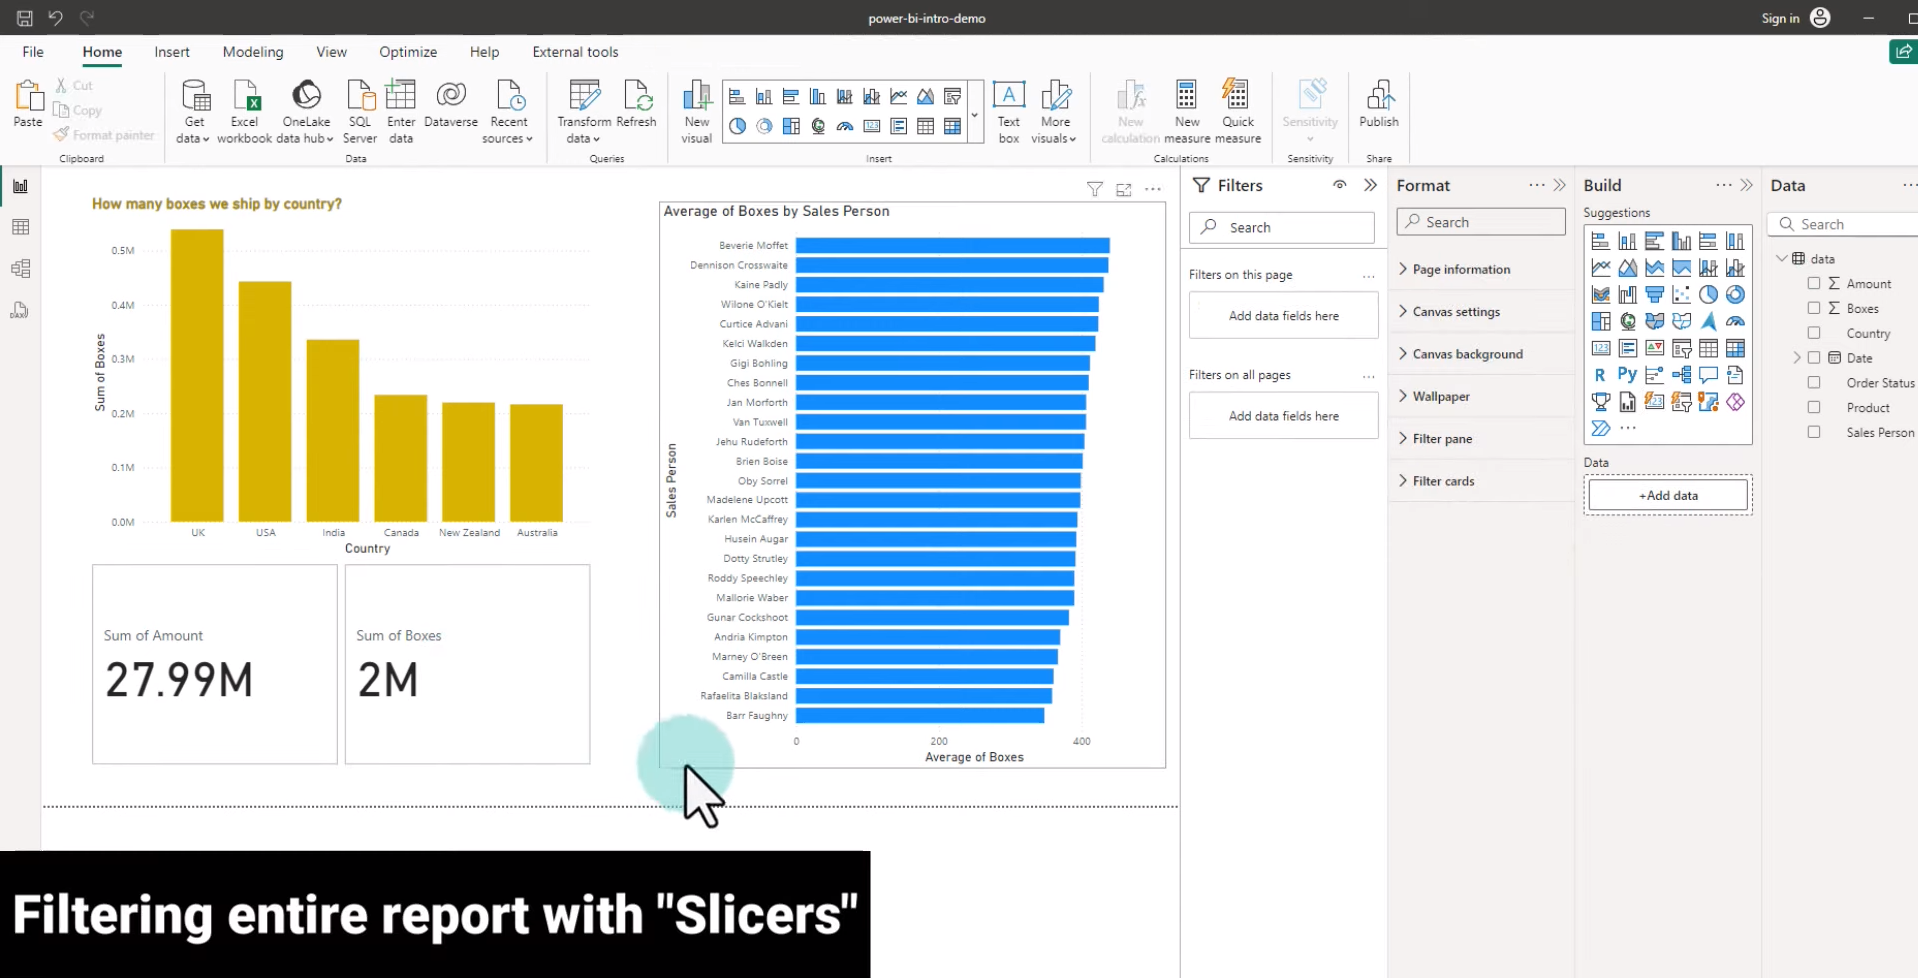 power-bi-intro-demo
Sign in
File
Home
Insert
Modeling
View
Optimize
Help
External tools
Paste
Cut
Copy
Format painter
Clipboard
Get
data
Excel
workbook
OneLake
data hub
SQL
Server
Enter
data
Dataverse
Recent
sources
Data
Transform
data
Refresh
Queries
New
visual
Text
box
More
visuals
Insert
New
calculation
New
measure
Quick
measure
Calculations
Sensitivity
Sensitivity
Publish
Share
How many boxes we ship by country?
Sum of Boxes
0.5M
0.4M
0.3M
0.2M
0.1M
0.0M
UK
USA
India
Canada
New Zealand
Australia
Country
Sum of Amount
27.99M
Sum of Boxes
2M
Average of Boxes by Sales Person
Sales Person
Beverie Moffet
Dennison Crosswaite
Kaine Padly
Wilone O'Kielt
Curtice Advani
Kelci Walkden
Gigi Bohling
Ches Bonnell
Jan Morforth
Van Tuxwell
Jehu Rudeforth
Brien Boise
Oby Sorrel
Madelene Upcott
Karlen McCaffrey
Husein Augar
Dotty Strutley
Roddy Speechley
Mallorie Waber
Gunar Cockshoot
Andria Kimpton
Marney O'Breen
Camilla Castle
Rafaelita Blaksland
Barr Faughny
0
200
400
Average of Boxes
Filters
Search
Filters on this page
Add data fields here
Filters on all pages
Add data fields here
Format
Search
Page information
Canvas settings
Canvas background
Wallpaper
Filter pane
Filter cards
Build
Suggestions
R
Py
123
Data
+Add data
Data
Search
data
Amount
Boxes
Country
Date
Order Status
Product
Sales Person
Filtering entire report with "Slicers"